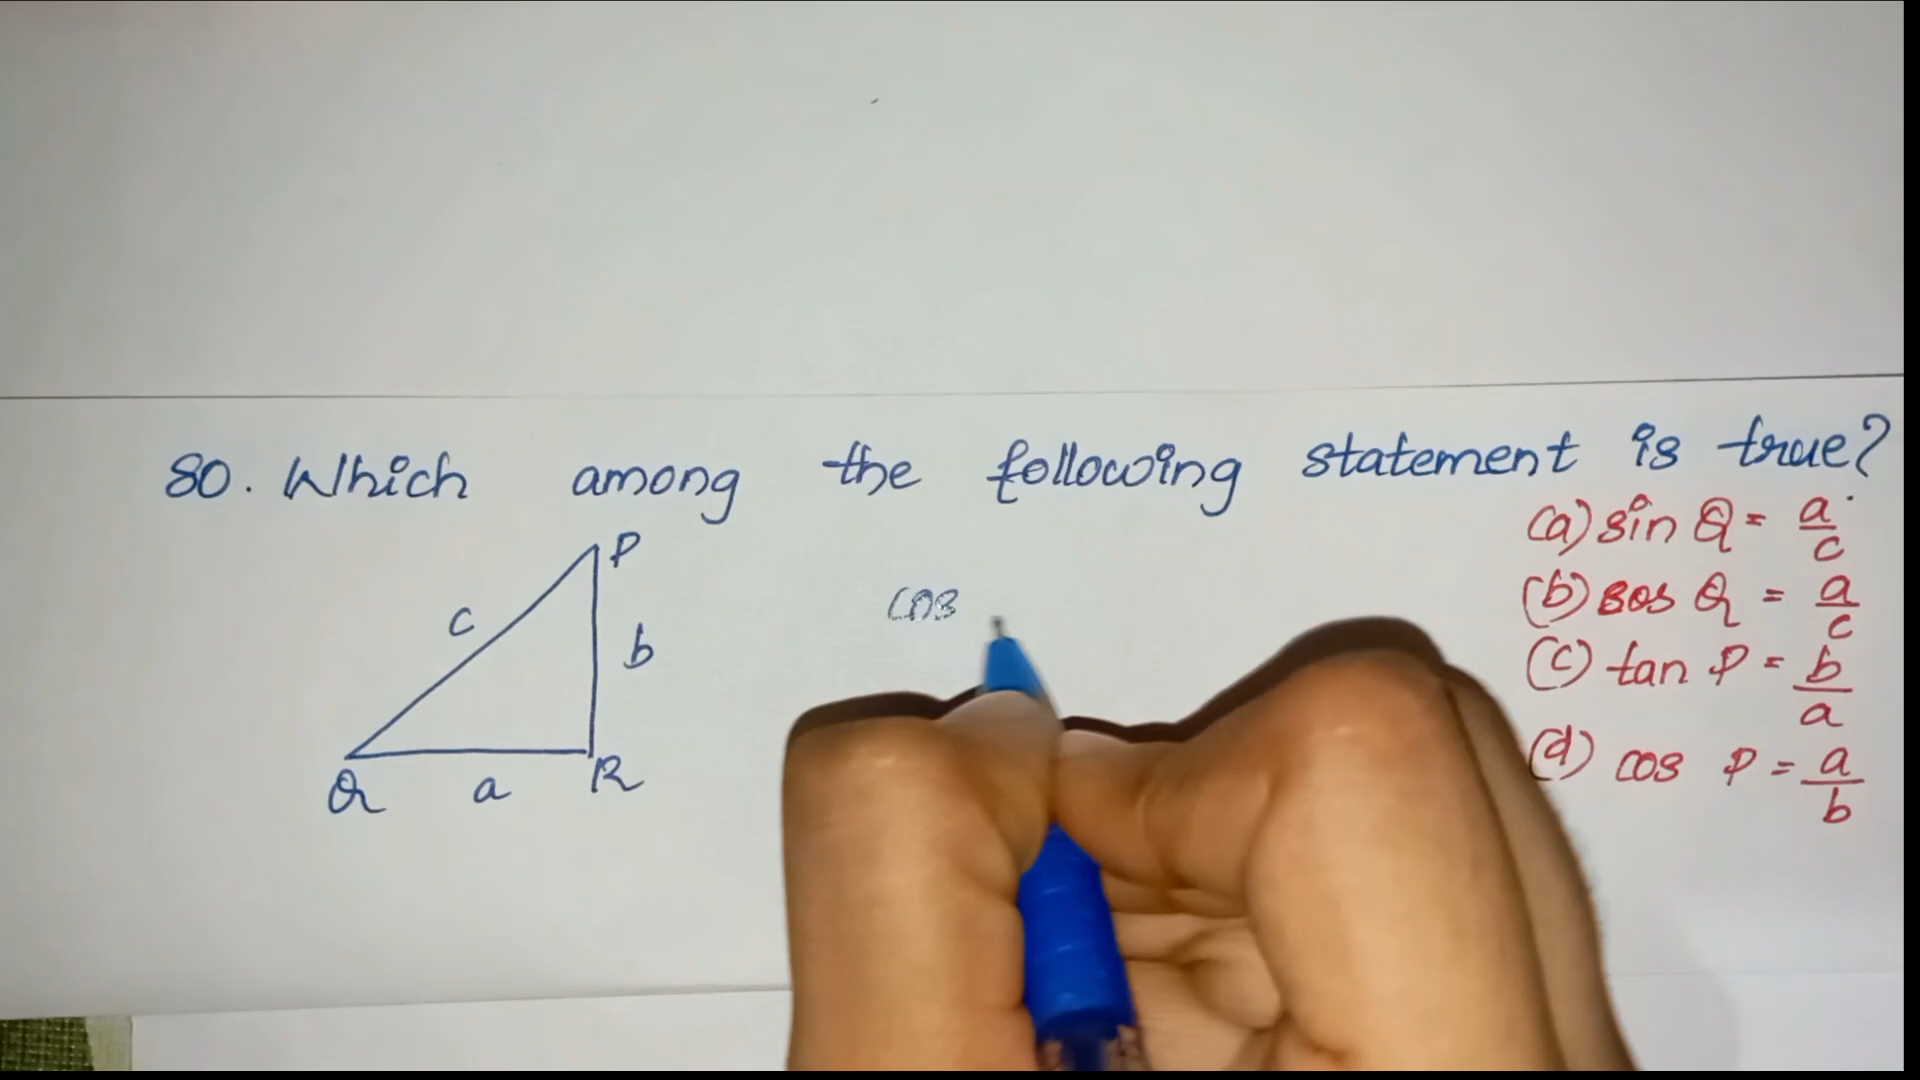 80. Which among the following statement is true?
(a) sin Q = a/c
(b) cos Q = a/c
(c) tan P = b/a
(d) cos P = a/b
P
c
b
cos
Q
a
R